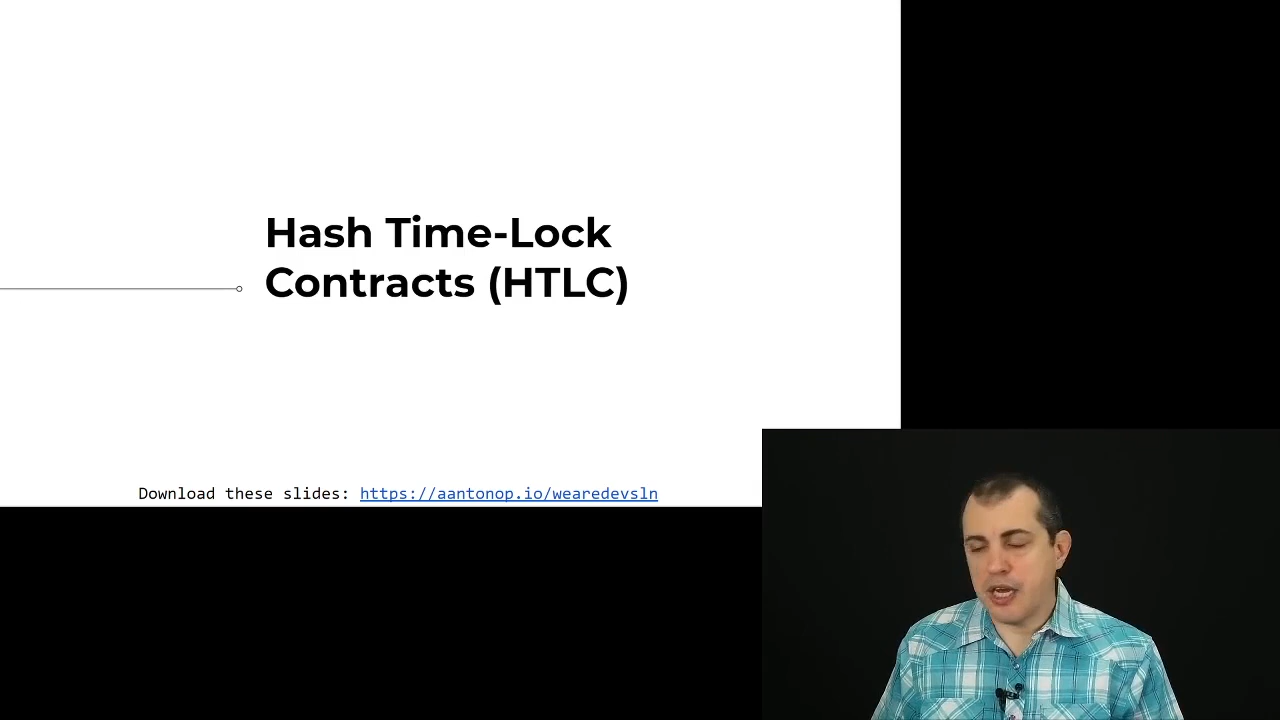 Hash Time-Lock
Contracts (HTLC)
Download these slides: https://aantonop.io/wearedevsln